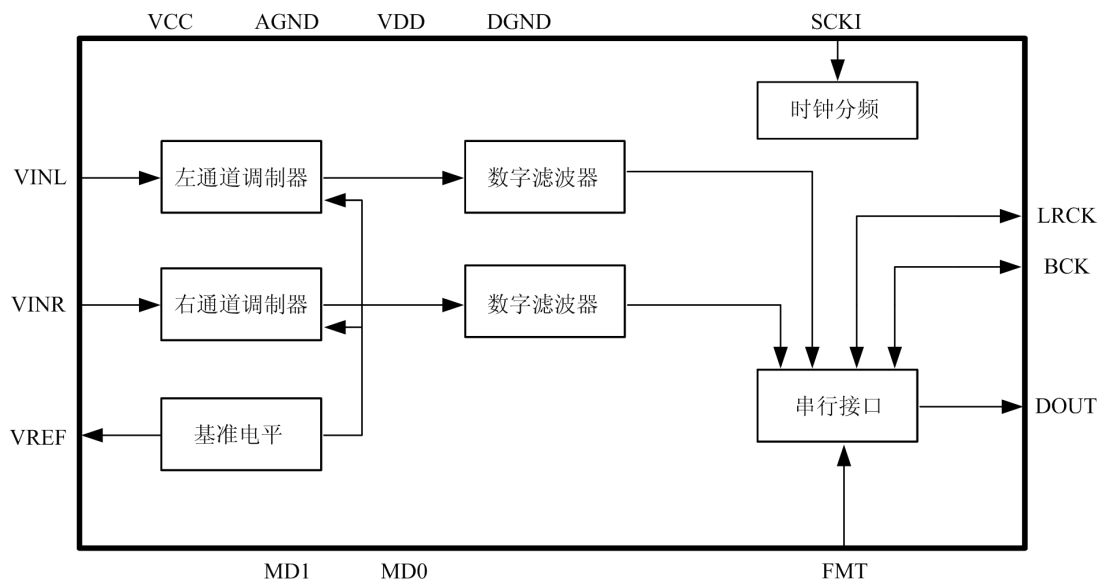 VCC AGND VDD DGND SCKI
时钟分频
VINL 左通道调制器 数字滤波器
LRCK
BCK
VINR 右通道调制器 数字滤波器
串行接口 DOUT
VREF 基准电平
MD1 MD0 FMT